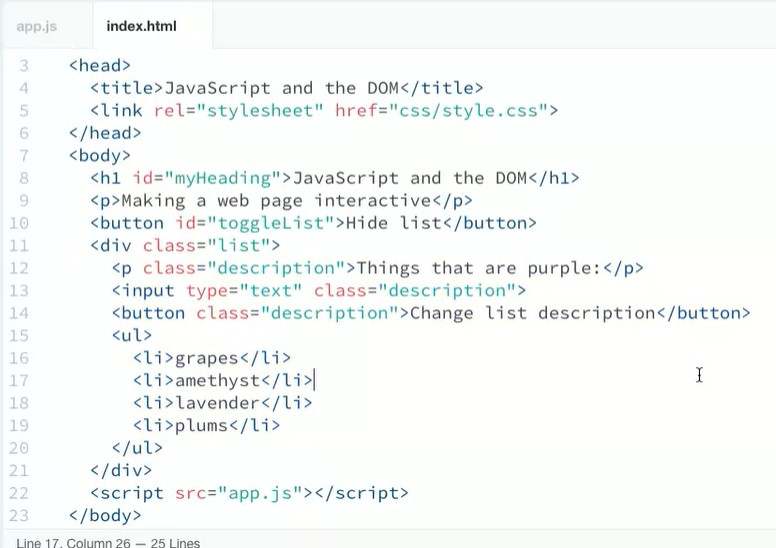 app.js index.html
3 <head>
4 <title>JavaScript and the DOM</title>
5 <link rel="stylesheet" href="css/style.css">
6 </head>
7 <body>
8 <h1 id="myHeading">JavaScript and the DOM</h1>
9 <p>Making a web page interactive</p>
10 <button id="toggleList">Hide list</button>
11 <div class="list">
12 <p class="description">Things that are purple:</p>
13 <input type="text" class="description">
14 <button class="description">Change list description</button>
15 <ul>
16 <li>grapes</li>
17 <li>amethyst</li>
18 <li>lavender</li>
19 <li>plums</li>
20 </ul>
21 </div>
22 <script src="app.js"></script>
23 </body>
Line 17, Column 26 — 25 Lines